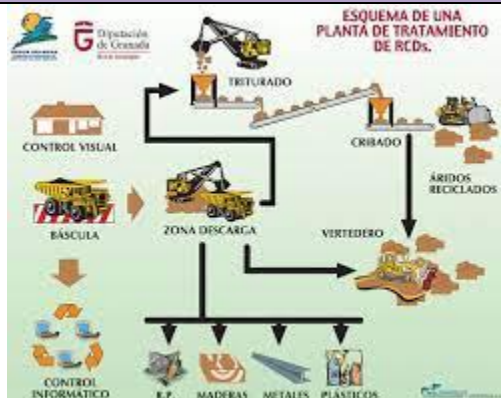 Diputación
de Granada
ESQUEMA DE UNA
PLANTA DE TRATAMIENTO
DE RCDs.
TRITURADO
CONTROL VISUAL
CRIBADO
ÁRIDOS
RECICLADOS
BÁSCULA
ZONA DESCARGA
VERTEDERO
CONTROL
INFORMÁTICO
R.P.
MADERAS
METALES
PLÁSTICOS